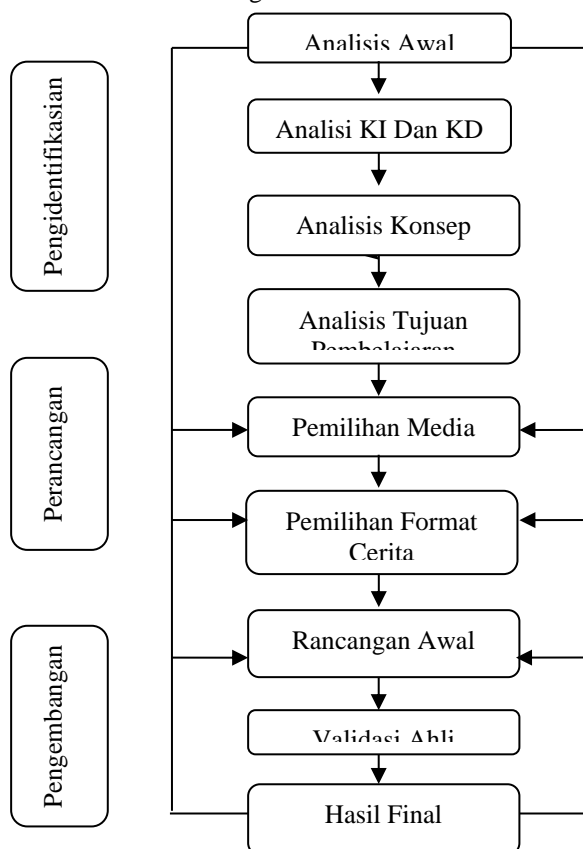 Analisis Awal
Pengidentifikasian
Analisi KI Dan KD
Analisis Konsep
Analisis Tujuan
Pembelajaran
Perancangan
Pemilihan Media
Pemilihan Format
Cerita
Pengembangan
Rancangan Awal
Validasi Ahli
Hasil Final